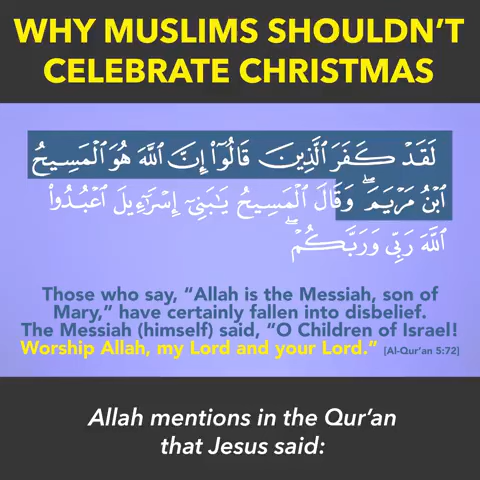 WHY MUSLIMS SHOULDN’T
CELEBRATE CHRISTMAS
لَقَدْ كَفَرَ الَّذِينَ قَالُوٓا۟ إِنَّ اللَّهَ هُوَ الْمَسِيحُ
ابْنُ مَرْيَمَ ۖ وَقَالَ الْمَسِيحُ يَـٰبَنِىٓ إِسْرَٰٓءِيلَ اعْبُدُوا۟
اللَّهَ رَبِّى وَرَبَّكُمْ ۖ
Those who say, “Allah is the Messiah, son of
Mary,” have certainly fallen into disbelief.
The Messiah (himself) said, “O Children of Israel!
Worship Allah, my Lord and your Lord.” [Al-Qur’an 5:72]
Allah mentions in the Qur’an
that Jesus said: